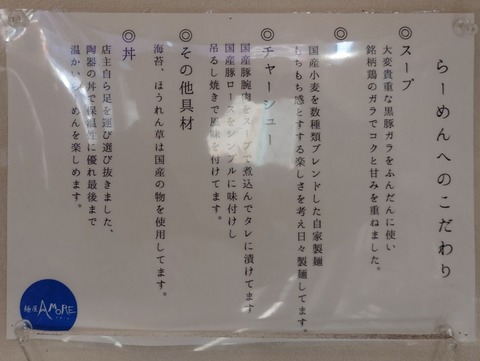 らーめんへのこだわり
◎スープ
大変貴重な黒豚ガラをふんだんに使い
銘柄鶏のガラでコクと甘みを重ねました。
◎
国産小麦を数種類ブレンドした自家製麺
もちもち感とすする楽しさを考え日々製麺してます。
◎チャーシュー
国産豚腕肉をスープで煮込んでタレに漬けてます
国産豚ロースをシンプルに味付けし
吊るし焼きで風味を付けてます。
◎その他具材
海苔、ほうれん草は国産の物を使用してます。
◎丼
店主自ら足を運び選び抜きました、
陶器の丼で保温性に優れ最後まで
温かいらーめんを楽しめます。
麺屋 AMORE